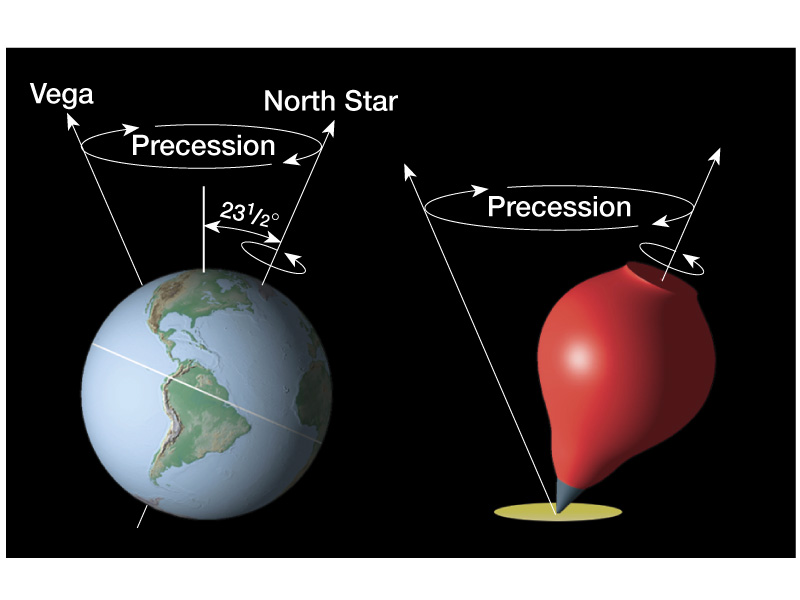 Vega
North Star
Precession
23½°
Precession